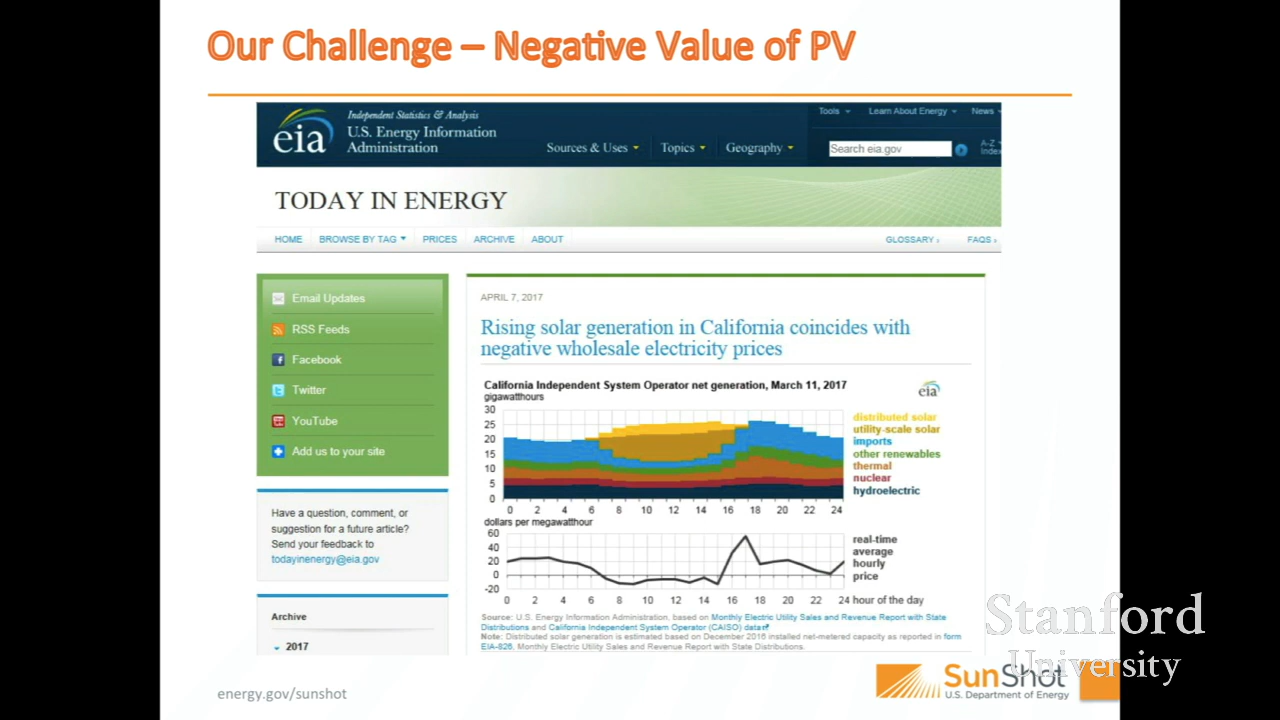 Our Challenge – Negative Value of PV
eia
Independent Statistics & Analysis
U.S. Energy Information
Administration
Sources & Uses
Topics
Geography
Tools
Learn About Energy
News
Search eia.gov
A-Z
Index
TODAY IN ENERGY
HOME BROWSE BY TAG PRICES ARCHIVE ABOUT GLOSSARY › FAQS ›
Email Updates
RSS Feeds
Facebook
Twitter
YouTube
Add us to your site
Have a question, comment, or
suggestion for a future article?
Send your feedback to
todayinenergy@eia.gov
Archive
2017
APRIL 7, 2017
Rising solar generation in California coincides with
negative wholesale electricity prices
California Independent System Operator net generation, March 11, 2017
gigawatthours
eia
30
25
20
15
10
5
0
distributed solar
utility-scale solar
imports
other renewables
thermal
nuclear
hydroelectric
0 2 4 6 8 10 12 14 16 18 20 22 24
dollars per megawatthour
60
40
20
0
-20
real-time
average
hourly
price
0 2 4 6 8 10 12 14 16 18 20 22 24 hour of the day
Source: U.S. Energy Information Administration, based on Monthly Electric Utility Sales and Revenue Report with State
Distributions and California Independent System Operator (CAISO) data
Note: Distributed solar generation is estimated based on December 2016 installed net-metered capacity as reported in form
EIA-826, Monthly Electric Utility Sales and Revenue Report with State Distributions.
energy.gov/sunshot
SunShot
U.S. Department of Energy
Stanford
University